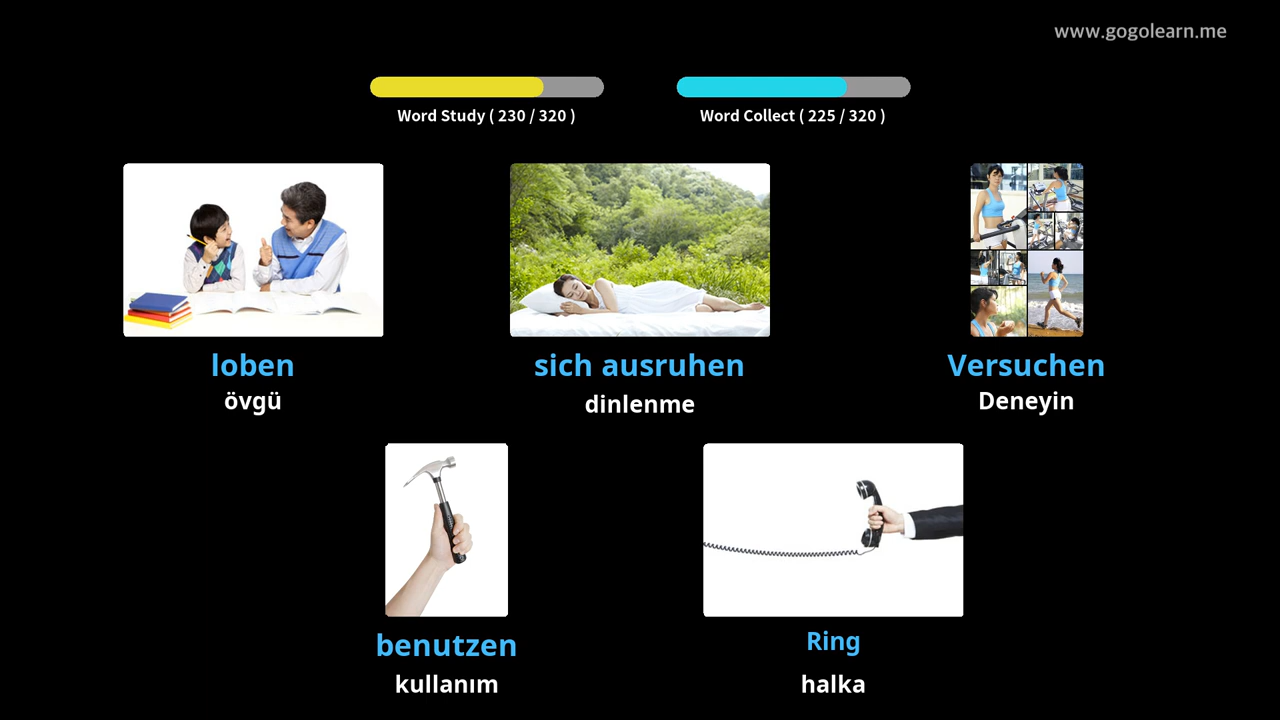 www.gogolearn.me
Word Study ( 230 / 320 )
Word Collect ( 225 / 320 )
loben
övgü
sich ausruhen
dinlenme
Versuchen
Deneyin
benutzen
kullanım
Ring
halka